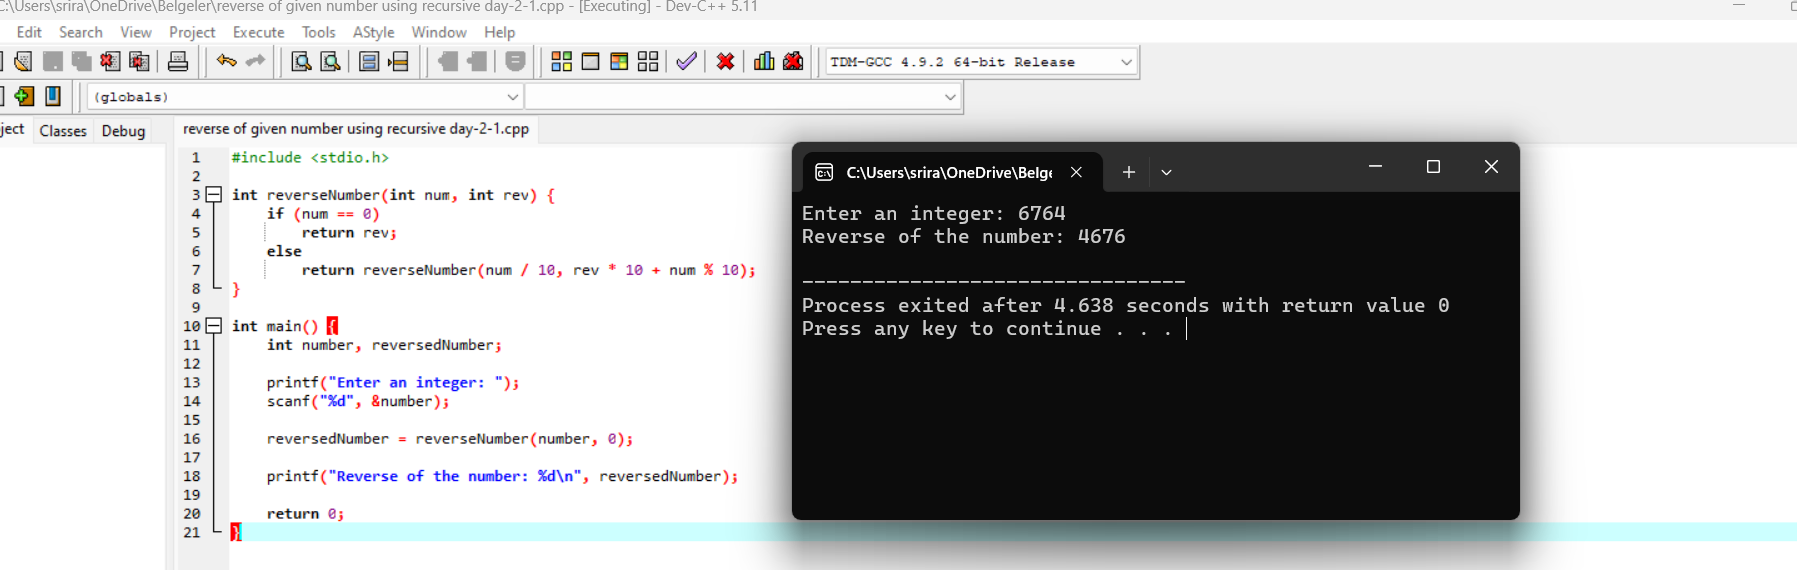 C:\Users\srira\OneDrive\Belgeler\reverse of given number using recursive day-2-1.cpp - [Executing] - Dev-C++ 5.11
Edit Search View Project Execute Tools AStyle Window Help
TDM-GCC 4.9.2 64-bit Release
(globals)
ject Classes Debug reverse of given number using recursive day-2-1.cpp
1 #include <stdio.h>
2
3 int reverseNumber(int num, int rev) {
4 if (num == 0)
5 return rev;
6 else
7 return reverseNumber(num / 10, rev * 10 + num % 10);
8 }
9
10 int main() {
11 int number, reversedNumber;
12
13 printf("Enter an integer: ");
14 scanf("%d", &number);
15
16 reversedNumber = reverseNumber(number, 0);
17
18 printf("Reverse of the number: %d\n", reversedNumber);
19
20 return 0;
21 }
C:\Users\srira\OneDrive\Belge
Enter an integer: 6764
Reverse of the number: 4676
--------------------------------
Process exited after 4.638 seconds with return value 0
Press any key to continue . . .